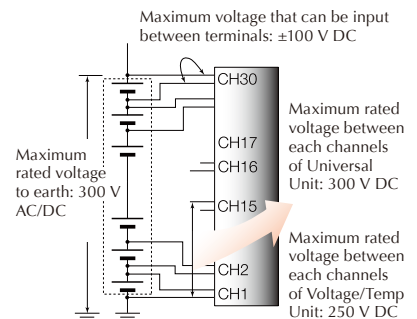 Maximum voltage that can be input
between terminals: ±100 V DC
CH30
CH17
CH16
CH15
CH2
CH1
Maximum
rated voltage
to earth: 300 V
AC/DC
Maximum rated
voltage between
each channels
of Universal
Unit: 300 V DC
Maximum rated
voltage between
each channels
of Voltage/Temp
Unit: 250 V DC